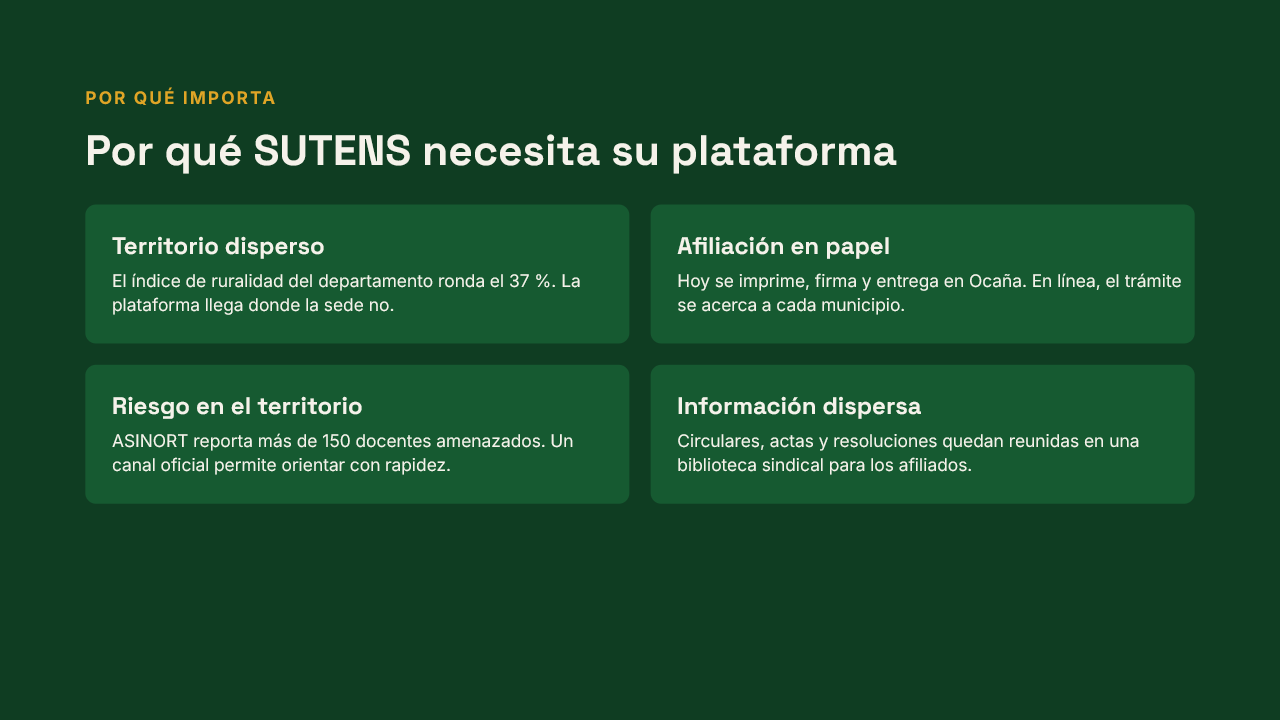 POR QUÉ IMPORTA
Por qué SUTENS necesita su plataforma
Territorio disperso
El índice de ruralidad del departamento ronda el 37 %. La
plataforma llega donde la sede no.
Afiliación en papel
Hoy se imprime, firma y entrega en Ocaña. En línea, el trámite
se acerca a cada municipio.
Riesgo en el territorio
ASINORT reporta más de 150 docentes amenazados. Un
canal oficial permite orientar con rapidez.
Información dispersa
Circulares, actas y resoluciones quedan reunidas en una
biblioteca sindical para los afiliados.